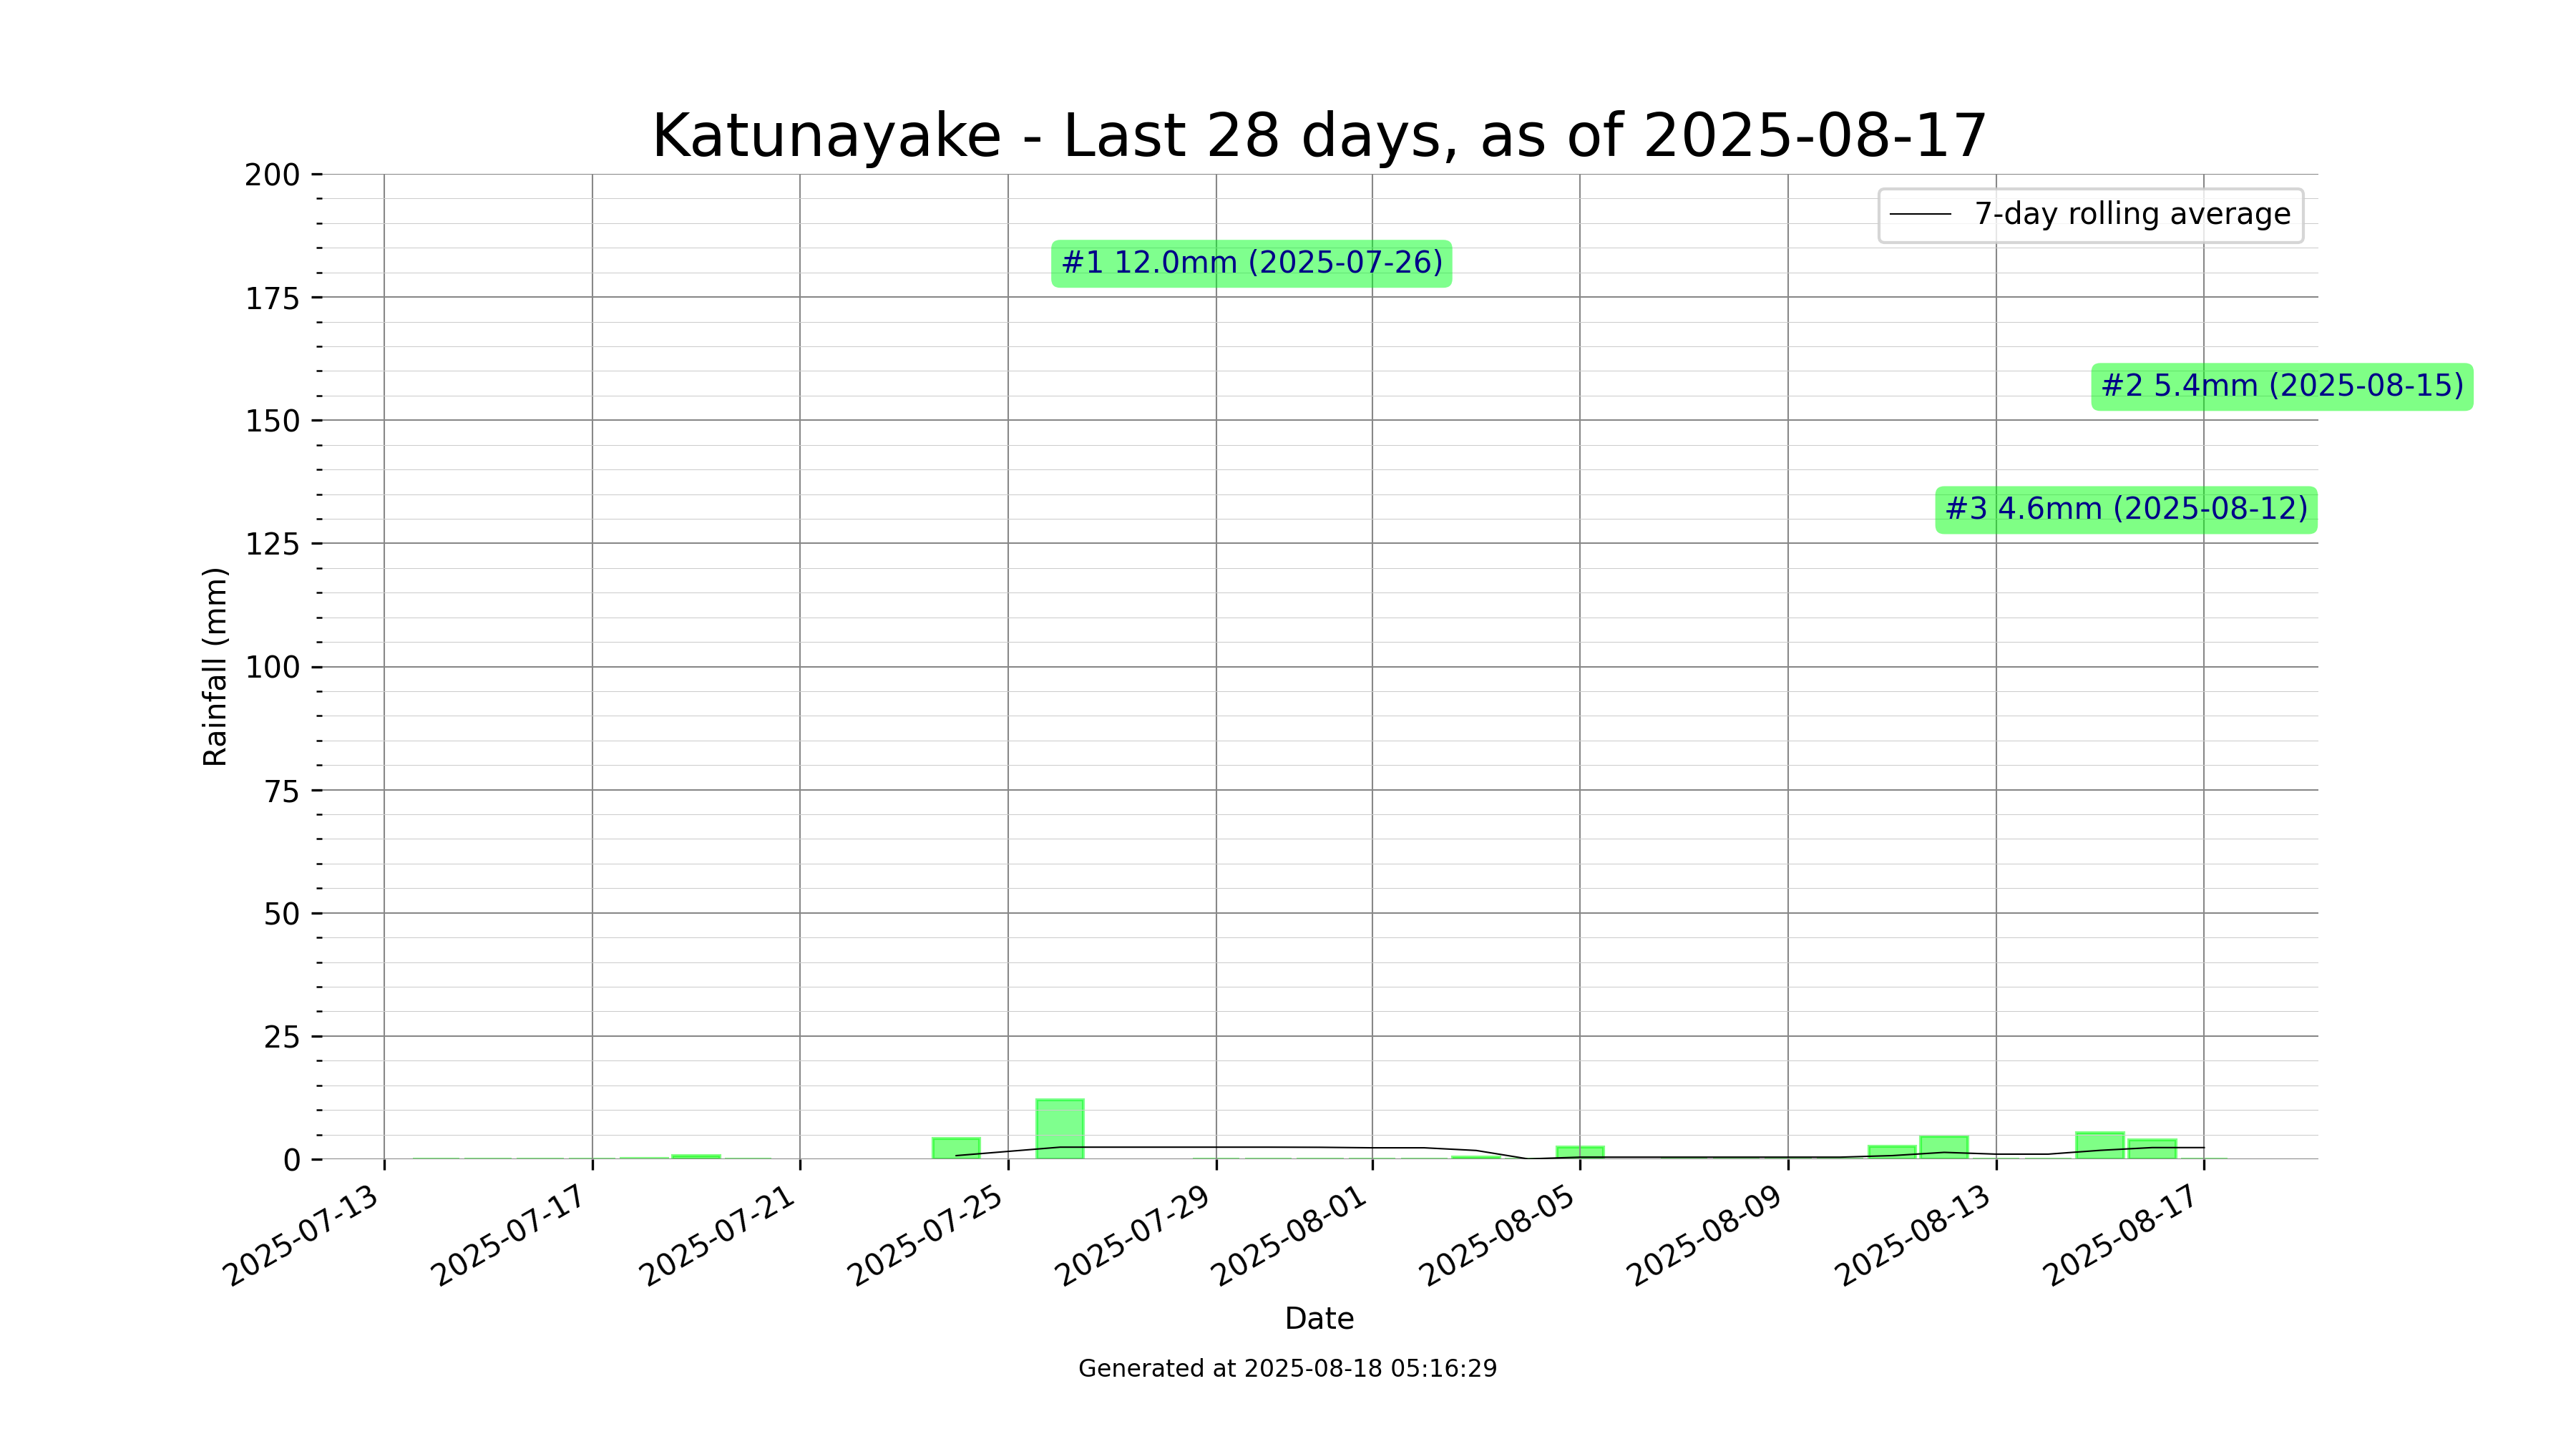 Katunayake - Last 28 days, as of 2025-08-17
7-day rolling average
#1 12.0mm (2025-07-26)
#2 5.4mm (2025-08-15)
#3 4.6mm (2025-08-12)
Rainfall (mm)
200
175
150
125
100
75
50
25
0
2025-07-13
2025-07-17
2025-07-21
2025-07-25
2025-07-29
2025-08-01
2025-08-05
2025-08-09
2025-08-13
2025-08-17
Date
Generated at 2025-08-18 05:16:29